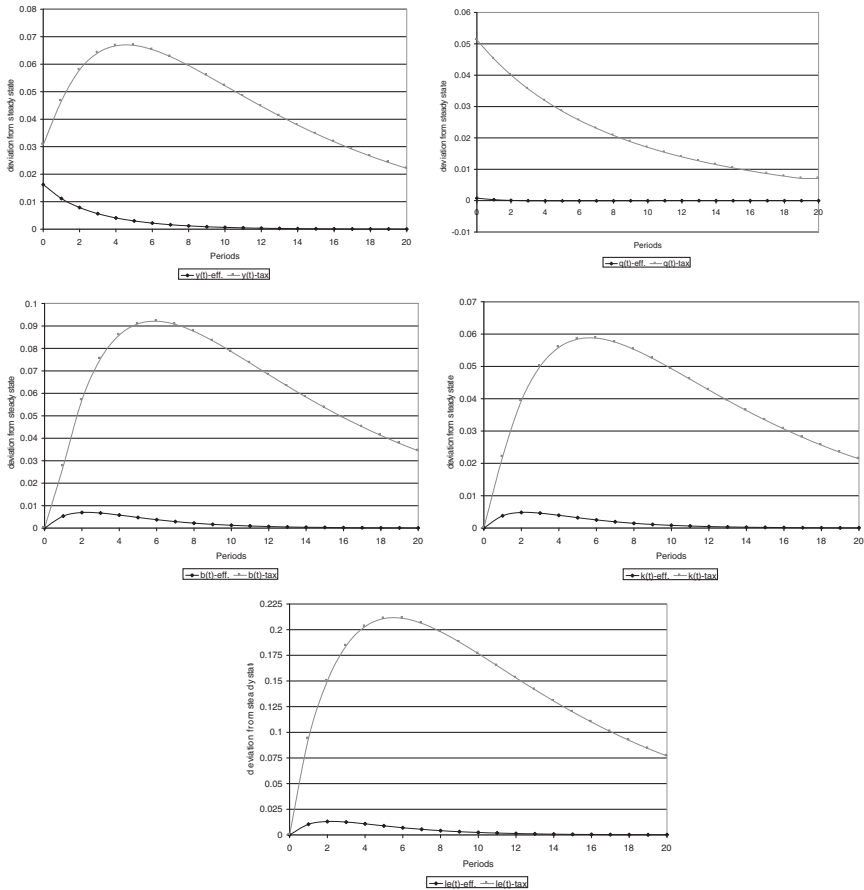 0.08
0.07
0.06
0.05
0.04
0.03
0.02
0.01
0
deviation from steady state
0 2 4 6 8 10 12 14 16 18 20
Periods
y(t)-eff. y(t)-tax
0.06
0.05
0.04
0.03
0.02
0.01
0
-0.01
deviation from steady state
0 2 4 6 8 10 12 14 16 18 20
Periods
q(t)-eff. q(t)-tax
0.1
0.09
0.08
0.07
0.06
0.05
0.04
0.03
0.02
0.01
0
deviation from steady state
0 2 4 6 8 10 12 14 16 18 20
Periods
b(t)-eff. b(t)-tax
0.07
0.06
0.05
0.04
0.03
0.02
0.01
0
deviation from steady state
0 2 4 6 8 10 12 14 16 18 20
Periods
k(t)-eff. k(t)-tax
0.225
0.2
0.175
0.15
0.125
0.1
0.075
0.05
0.025
0
deviation from steady stat
0 2 4 6 8 10 12 14 16 18 20
Periods
le(t)-eff. le(t)-tax